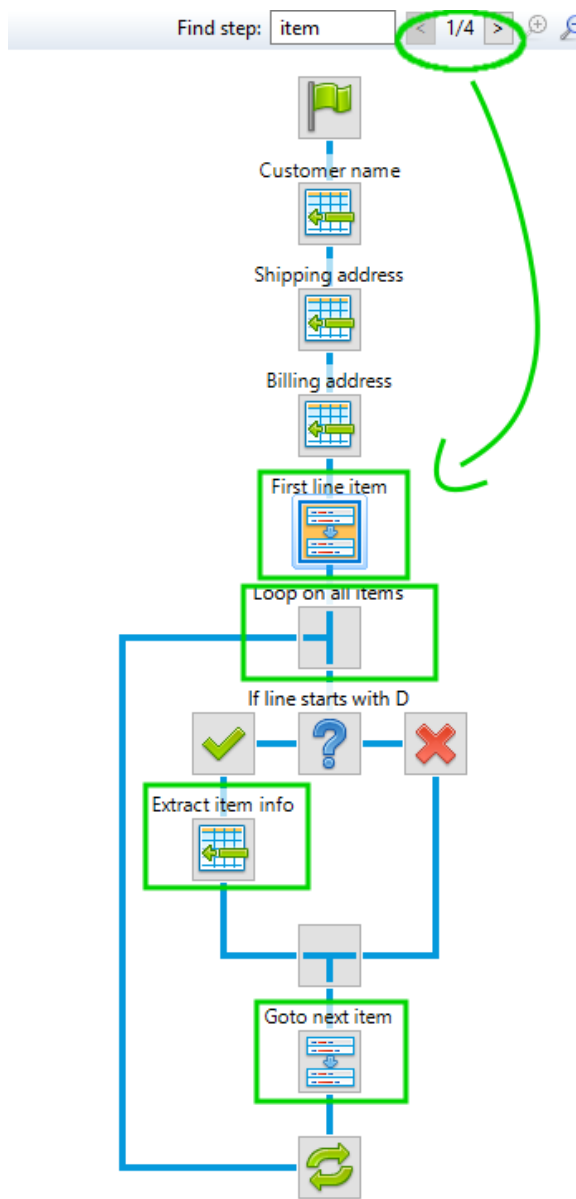 Find step: item < 1/4 >
Customer name
Shipping address
Billing address
First line item
Loop on all items
If line starts with D
Extract item info
Goto next item